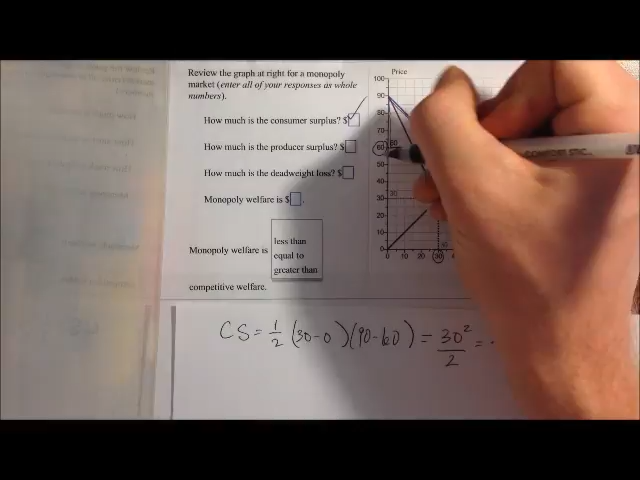 Review the graph at right for a monopoly
market (enter all of your responses as whole
numbers).
How much is the consumer surplus? $
How much is the producer surplus? $
How much is the deadweight loss? $
Monopoly welfare is $ .
Monopoly welfare is
less than
equal to
greater than
competitive welfare.
Price
100
90
80
70
60
50
40
30
20
10
0
60
30
0 10 20 30
CS = 1/2 (30-0)(90-60) = 30²/2 =